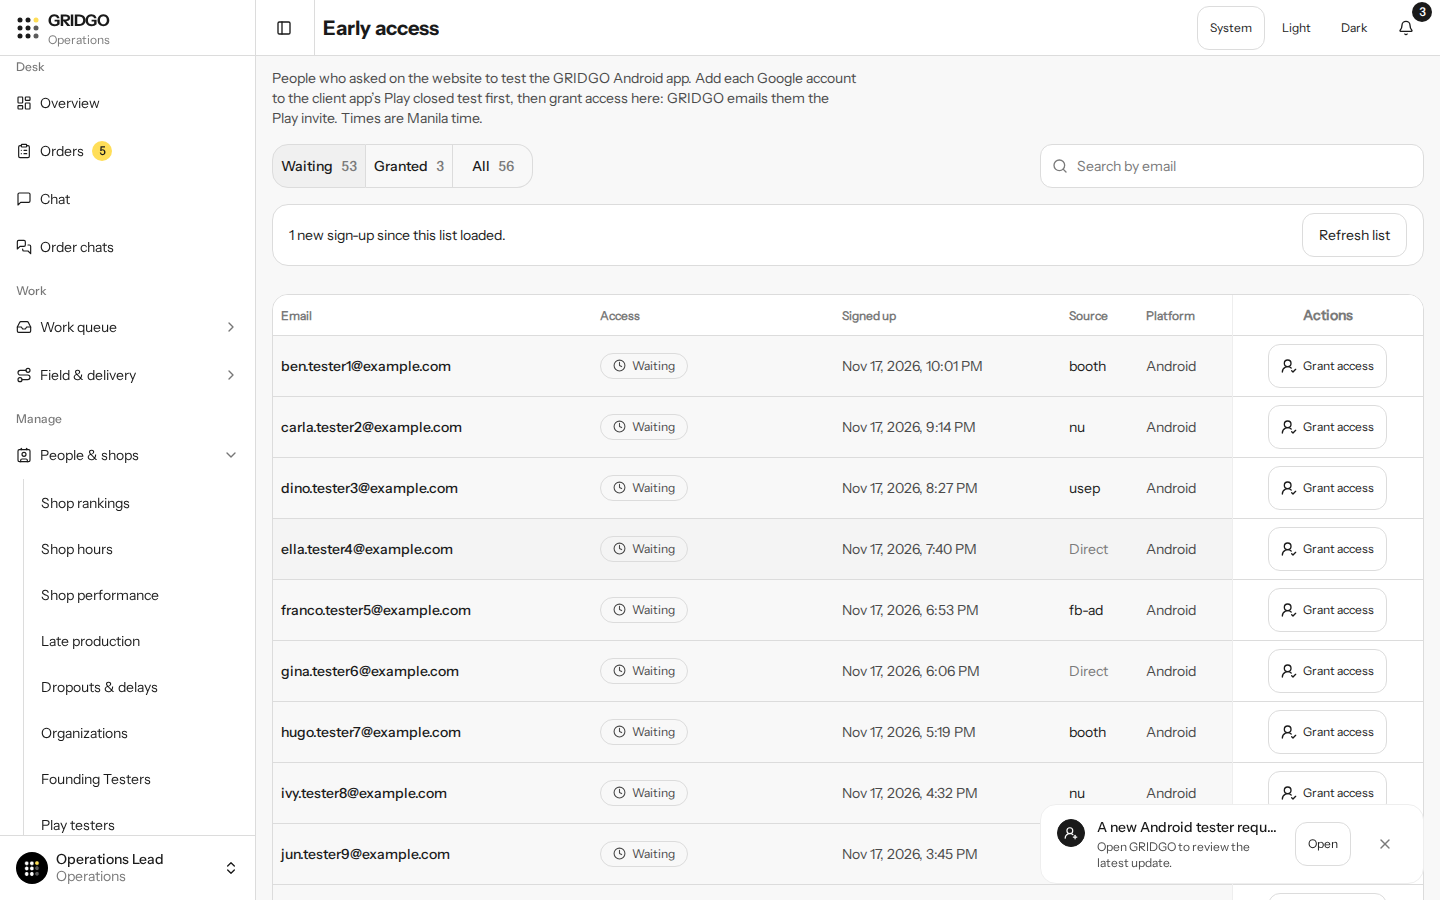 GRIDGO
Operations
Desk
Overview
Orders 5
Chat
Order chats
Work
Work queue
Field & delivery
Manage
People & shops
Shop rankings
Shop hours
Shop performance
Late production
Dropouts & delays
Organizations
Founding Testers
Play testers
Operations Lead
Operations
Early access
System Light Dark 3
People who asked on the website to test the GRIDGO Android app. Add each Google account
to the client app's Play closed test first, then grant access here: GRIDGO emails them the
Play invite. Times are Manila time.
Waiting 53 Granted 3 All 56
Search by email
1 new sign-up since this list loaded. Refresh list
Email Access Signed up Source Platform Actions
ben.tester1@example.com Waiting Nov 17, 2026, 10:01 PM booth Android Grant access
carla.tester2@example.com Waiting Nov 17, 2026, 9:14 PM nu Android Grant access
dino.tester3@example.com Waiting Nov 17, 2026, 8:27 PM usep Android Grant access
ella.tester4@example.com Waiting Nov 17, 2026, 7:40 PM Direct Android Grant access
franco.tester5@example.com Waiting Nov 17, 2026, 6:53 PM fb-ad Android Grant access
gina.tester6@example.com Waiting Nov 17, 2026, 6:06 PM Direct Android Grant access
hugo.tester7@example.com Waiting Nov 17, 2026, 5:19 PM booth Android Grant access
ivy.tester8@example.com Waiting Nov 17, 2026, 4:32 PM nu Android Grant access
jun.tester9@example.com Waiting Nov 17, 2026, 3:45 PM
A new Android tester requ...
Open GRIDGO to review the
latest update.
Open